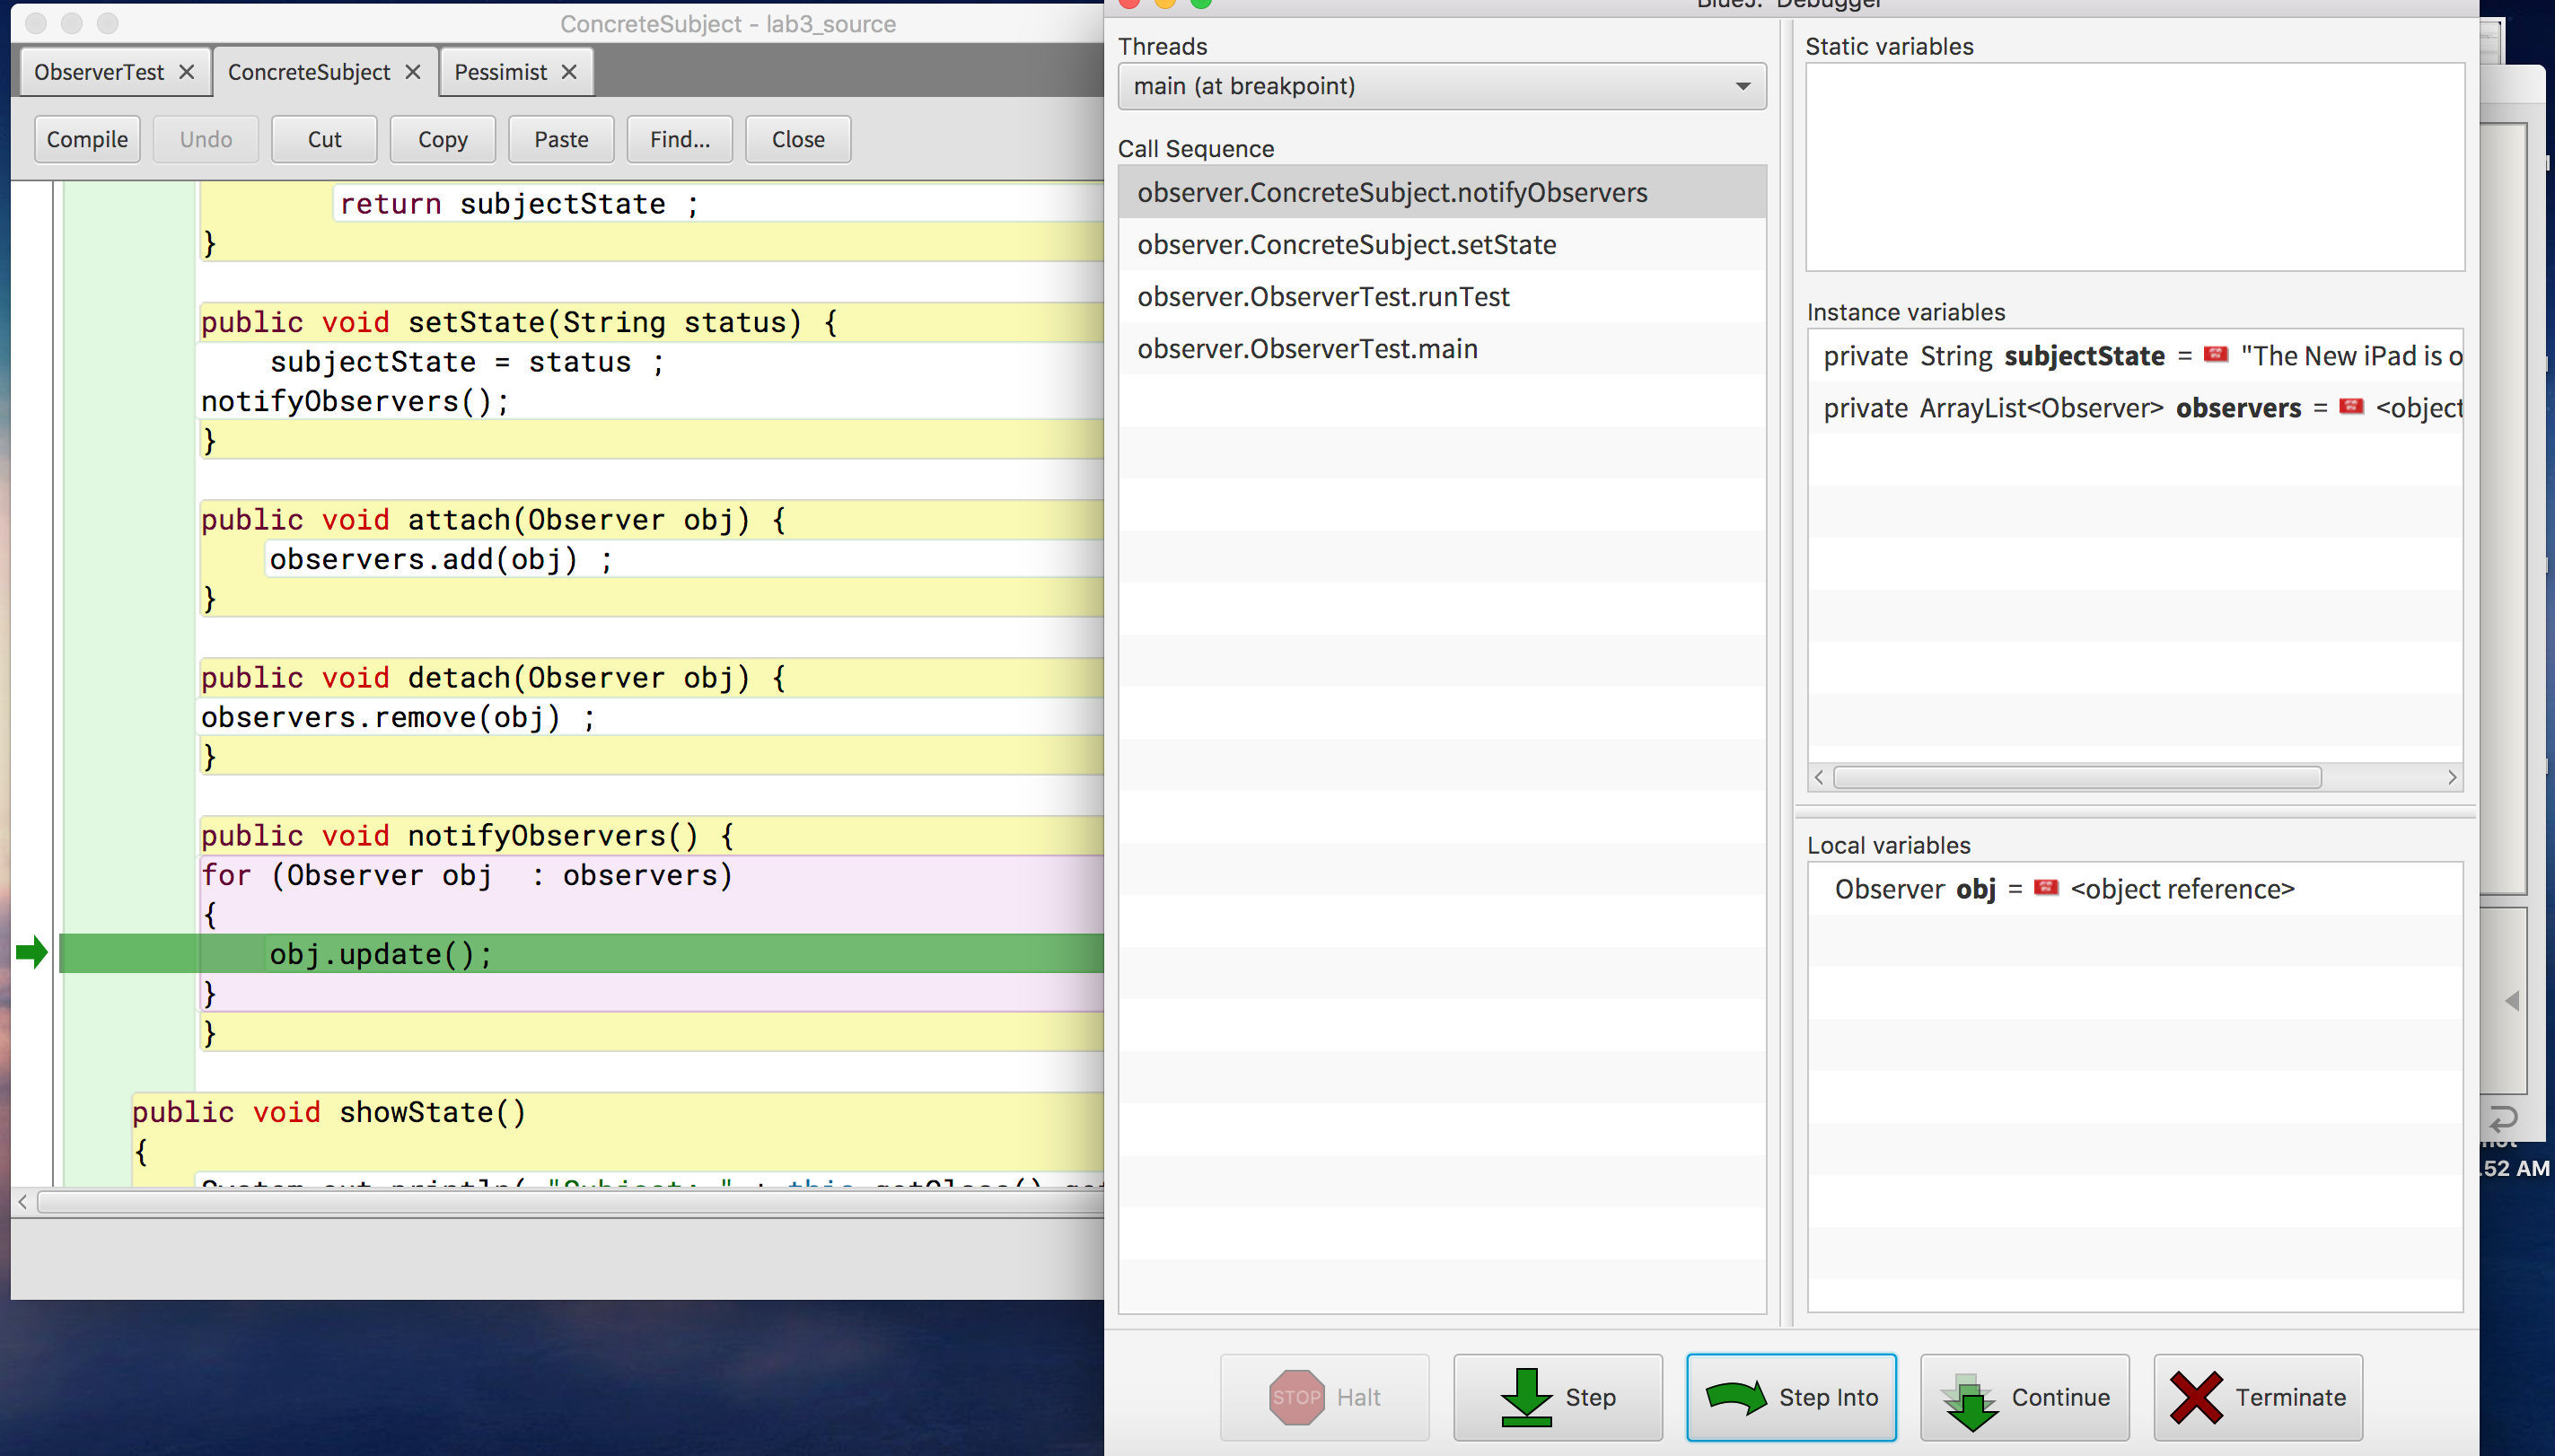 ConcreteSubject - lab3_source
ObserverTest
ConcreteSubject
Pessimist
Compile
Undo
Cut
Copy
Paste
Find...
Close
return subjectState ;
}
public void setState(String status) {
subjectState = status ;
notifyObservers();
}
public void attach(Observer obj) {
observers.add(obj) ;
}
public void detach(Observer obj) {
observers.remove(obj) ;
}
public void notifyObservers() {
for (Observer obj  : observers)
{
obj.update();
}
}
public void showState()
{
BlueJ: Debugger
Threads
main (at breakpoint)
Call Sequence
observer.ConcreteSubject.notifyObservers
observer.ConcreteSubject.setState
observer.ObserverTest.runTest
observer.ObserverTest.main
Static variables
Instance variables
private String subjectState = "The New iPad is o
private ArrayList<Observer> observers = <object
Local variables
Observer obj = <object reference>
STOP Halt
Step
Step Into
Continue
Terminate
.52 AM